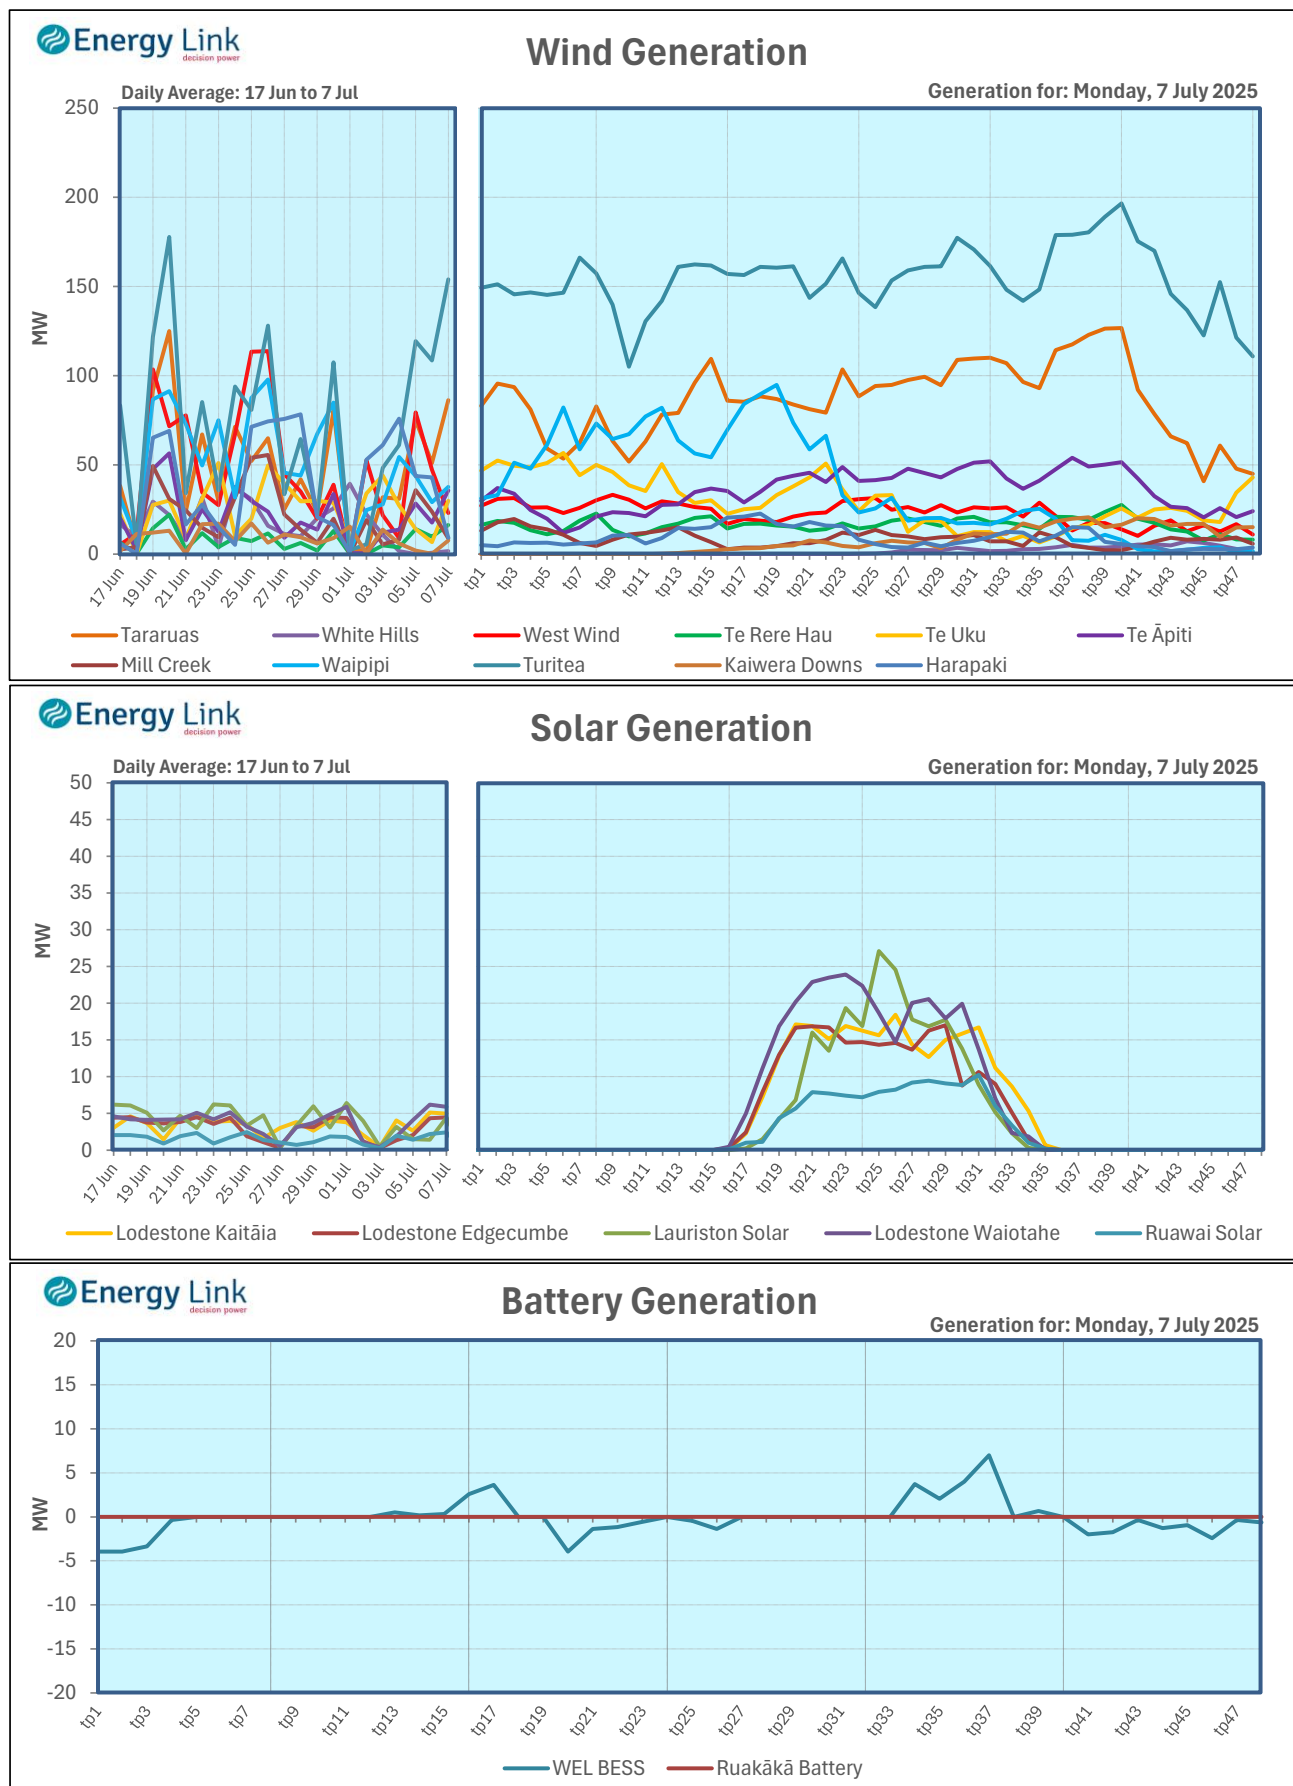 Energy Link
decision power
Wind Generation
Daily Average: 17 Jun to 7 Jul
Generation for: Monday, 7 July 2025
MW
250
200
150
100
50
0
17 Jun 19 Jun 21 Jun 23 Jun 25 Jun 27 Jun 29 Jun 01 Jul 03 Jul 05 Jul 07 Jul
tp1 tp3 tp5 tp7 tp9 tp11 tp13 tp15 tp17 tp19 tp21 tp23 tp25 tp27 tp29 tp31 tp33 tp35 tp37 tp39 tp41 tp43 tp45 tp47
Tararuas White Hills West Wind Te Rere Hau Te Uku Te Āpiti
Mill Creek Waipipi Turitea Kaiwera Downs Harapaki
Energy Link
decision power
Solar Generation
Daily Average: 17 Jun to 7 Jul
Generation for: Monday, 7 July 2025
MW
50
45
40
35
30
25
20
15
10
5
0
17 Jun 19 Jun 21 Jun 23 Jun 25 Jun 27 Jun 29 Jun 01 Jul 03 Jul 05 Jul 07 Jul
tp1 tp3 tp5 tp7 tp9 tp11 tp13 tp15 tp17 tp19 tp21 tp23 tp25 tp27 tp29 tp31 tp33 tp35 tp37 tp39 tp41 tp43 tp45 tp47
Lodestone Kaitāia Lodestone Edgecumbe Lauriston Solar Lodestone Waiotahe Ruawai Solar
Energy Link
decision power
Battery Generation
Generation for: Monday, 7 July 2025
MW
20
15
10
5
0
-5
-10
-15
-20
tp1 tp3 tp5 tp7 tp9 tp11 tp13 tp15 tp17 tp19 tp21 tp23 tp25 tp27 tp29 tp31 tp33 tp35 tp37 tp39 tp41 tp43 tp45 tp47
WEL BESS Ruakākā Battery